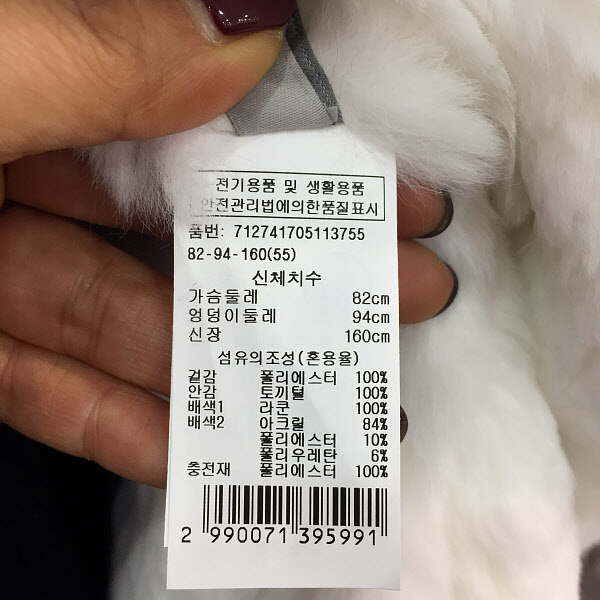 전기용품 및 생활용품
안전관리법에의한품질표시
품번: 712741705113755
82-94-160(55)
신체치수
가슴둘레 82cm
엉덩이둘레 94cm
신장 160cm
섬유의조성(혼용율)
겉감 폴리에스터 100%
안감 토끼털 100%
배색1 라쿤 100%
배색2 아크릴 84%
폴리에스터 10%
폴리우레탄 6%
충전재 폴리에스터 100%
2 990071 395991